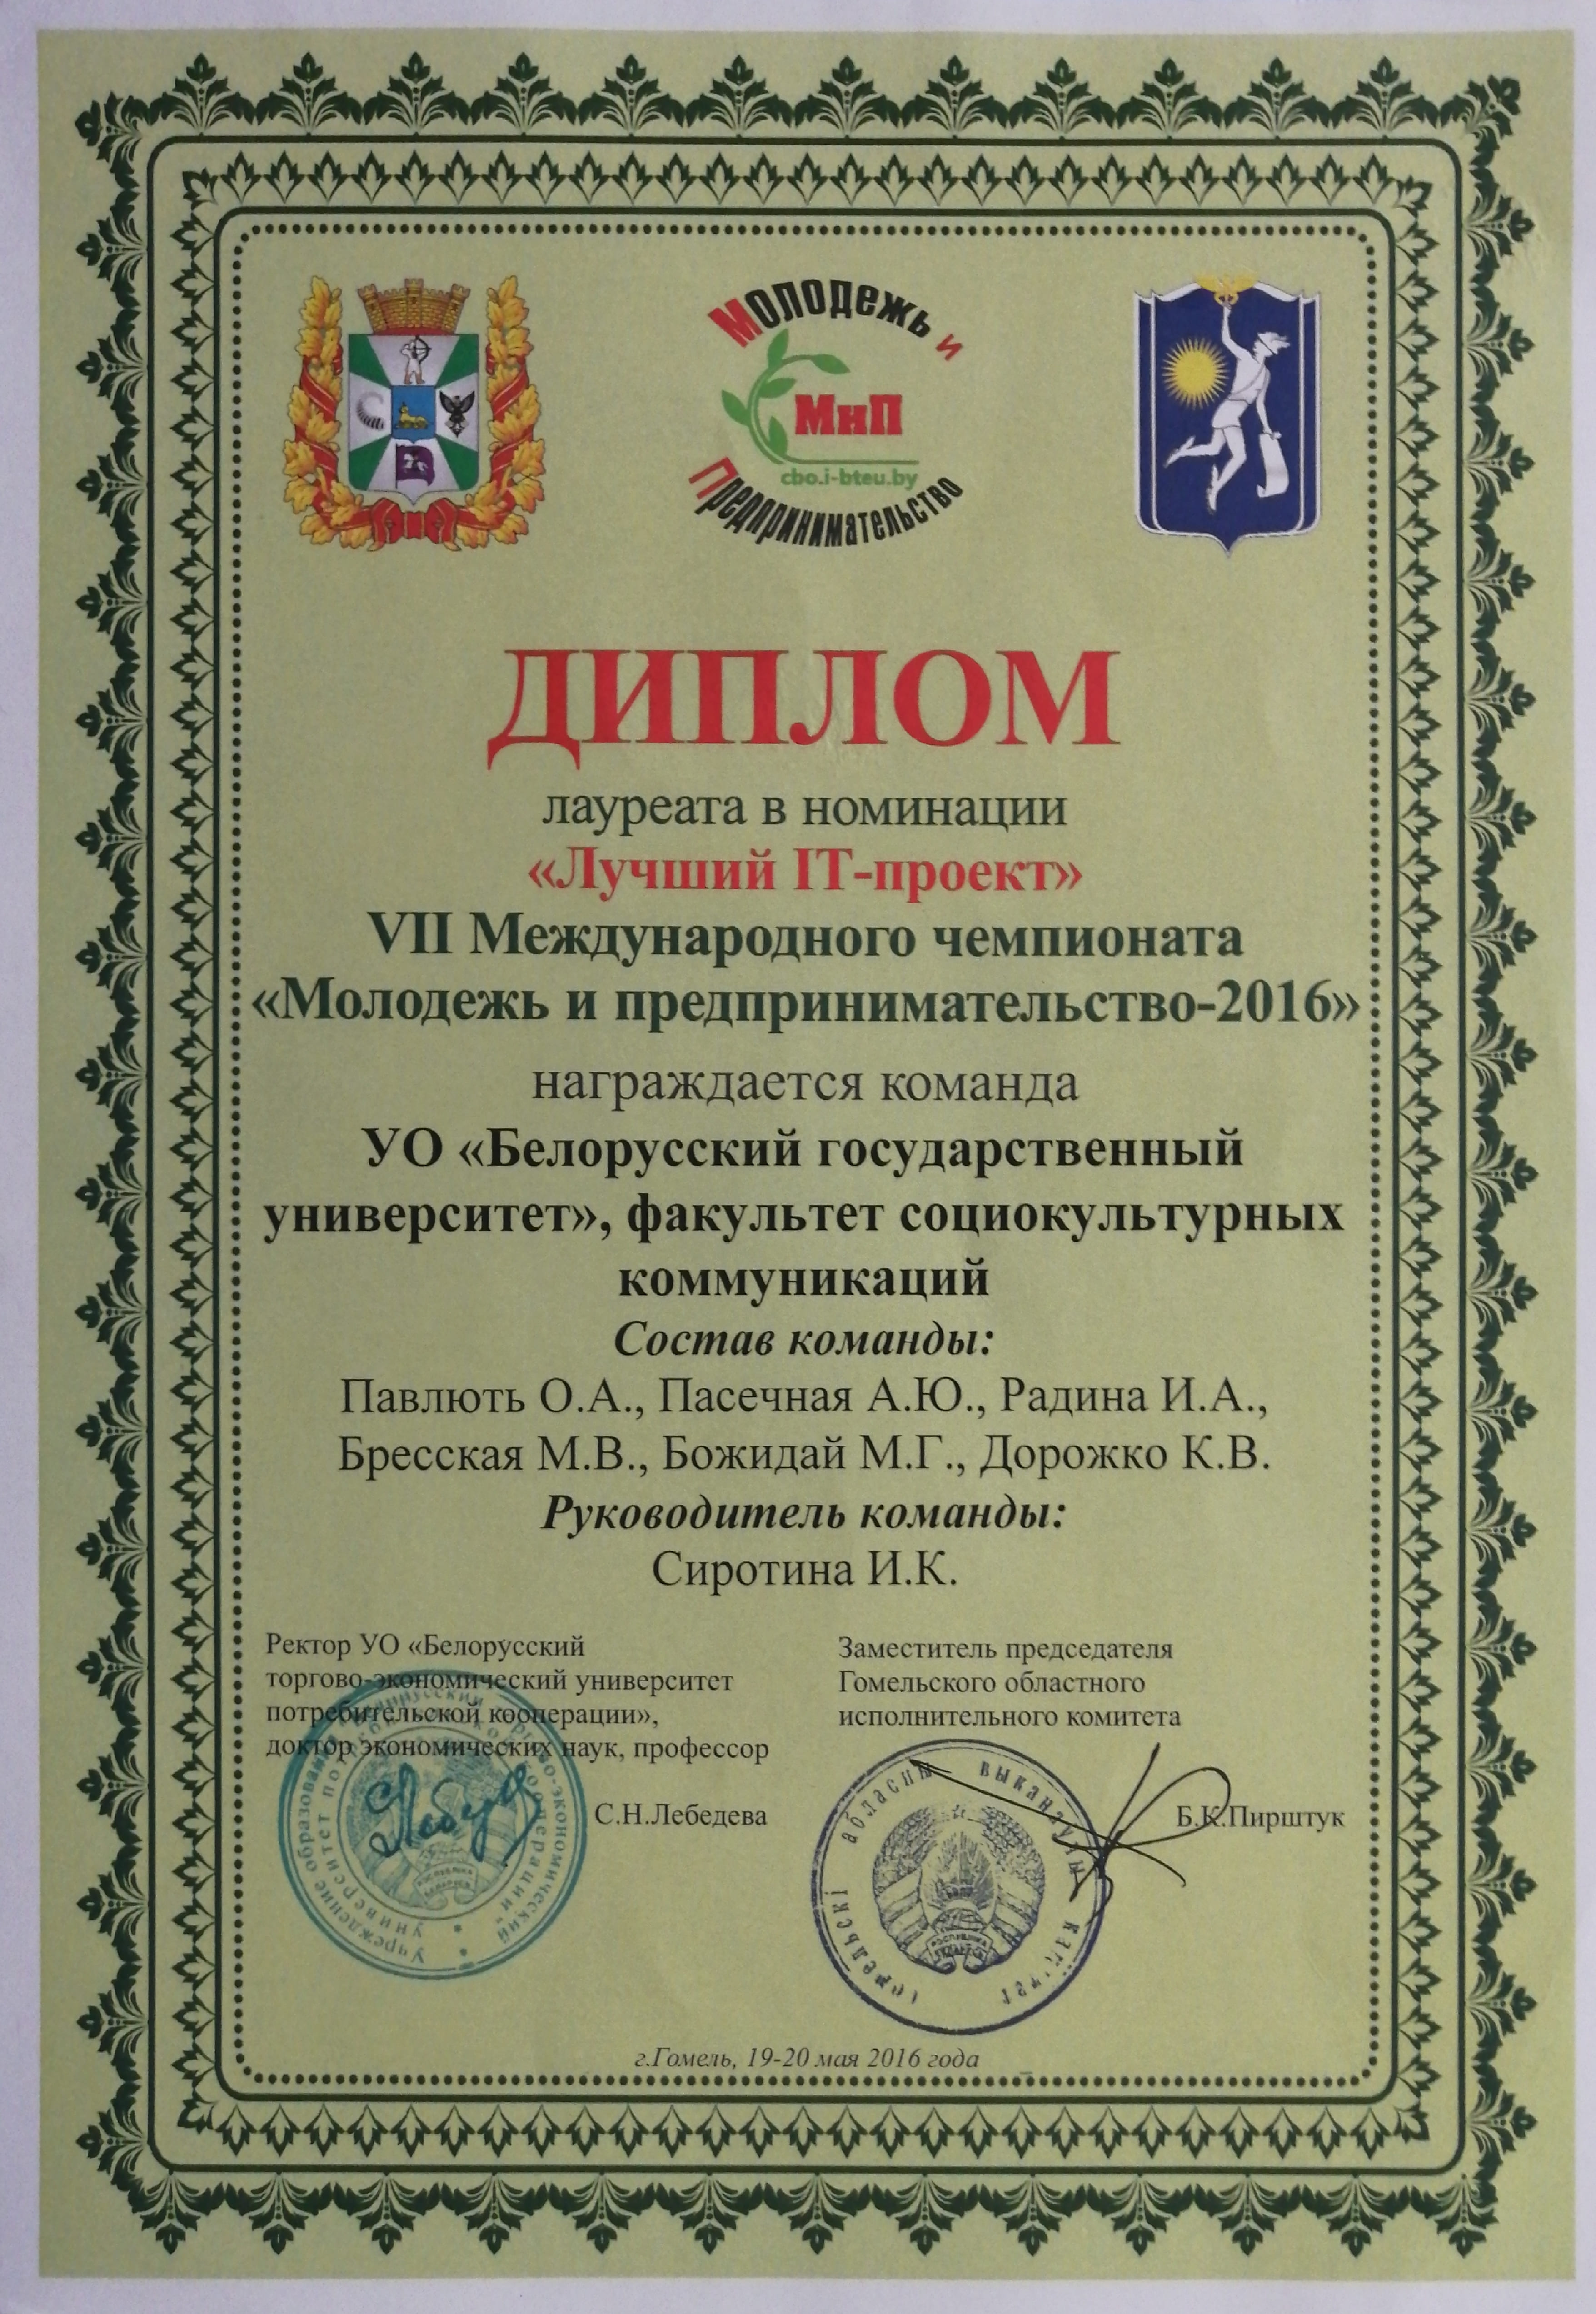 Молодежь и
МиП
cbo.i-bteu.by
Предпринимательство
ДИПЛОМ
лауреата в номинации
«Лучший IT-проект»
VII Международного чемпионата
«Молодежь и предпринимательство-2016»
награждается команда
УО «Белорусский государственный
университет», факультет социокультурных
коммуникаций
Состав команды:
Павлють О.А., Пасечная А.Ю., Радина И.А.,
Бресская М.В., Божидай М.Г., Дорожко К.В.
Руководитель команды:
Сиротина И.К.
Ректор УО «Белорусский
торгово-экономический университет
потребительской кооперации»,
доктор экономических наук, профессор
С.Н.Лебедева
Заместитель председателя
Гомельского областного
исполнительного комитета
Б.К.Пирштук
Учреждение образования
университет
г.Гомель, 19-20 мая 2016 года